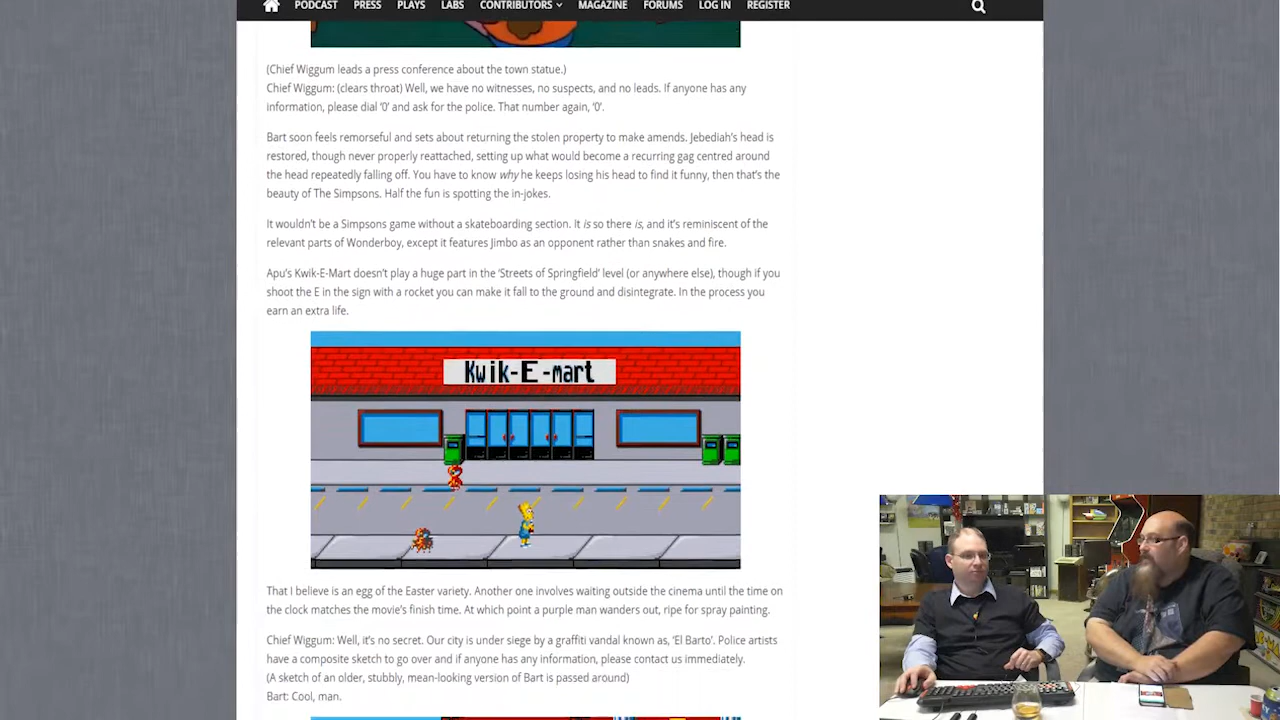 PODCAST PRESS PLAYS LABS CONTRIBUTORS MAGAZINE FORUMS LOG IN REGISTER
(Chief Wiggum leads a press conference about the town statue.)
Chief Wiggum: (clears throat) Well, we have no witnesses, no suspects, and no leads. If anyone has any
information, please dial ‘0’ and ask for the police. That number again, ‘0’.
Bart soon feels remorseful and sets about returning the stolen property to make amends. Jebediah’s head is
restored, though never properly reattached, setting up what would become a recurring gag centred around
the head repeatedly falling off. You have to know why he keeps losing his head to find it funny, then that’s the
beauty of The Simpsons. Half the fun is spotting the in-jokes.
It wouldn’t be a Simpsons game without a skateboarding section. It is so there is, and it’s reminiscent of the
relevant parts of Wonderboy, except it features Jimbo as an opponent rather than snakes and fire.
Apu’s Kwik-E-Mart doesn’t play a huge part in the ‘Streets of Springfield’ level (or anywhere else), though if you
shoot the E in the sign with a rocket you can make it fall to the ground and disintegrate. In the process you
earn an extra life.
Kwik-E-mart
That I believe is an egg of the Easter variety. Another one involves waiting outside the cinema until the time on
the clock matches the movie’s finish time. At which point a purple man wanders out, ripe for spray painting.
Chief Wiggum: Well, it’s no secret. Our city is under siege by a graffiti vandal known as, ‘El Barto’. Police artists
have a composite sketch to go over and if anyone has any information, please contact us immediately.
(A sketch of an older, stubbly, mean-looking version of Bart is passed around)
Bart: Cool, man.